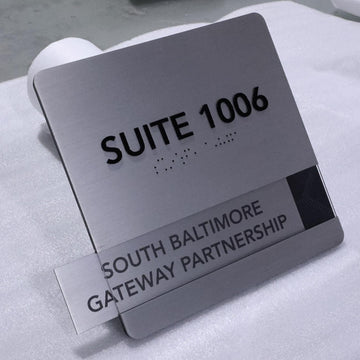 SUITE 1006
SOUTH BALTIMORE
GATEWAY PARTNERSHIP